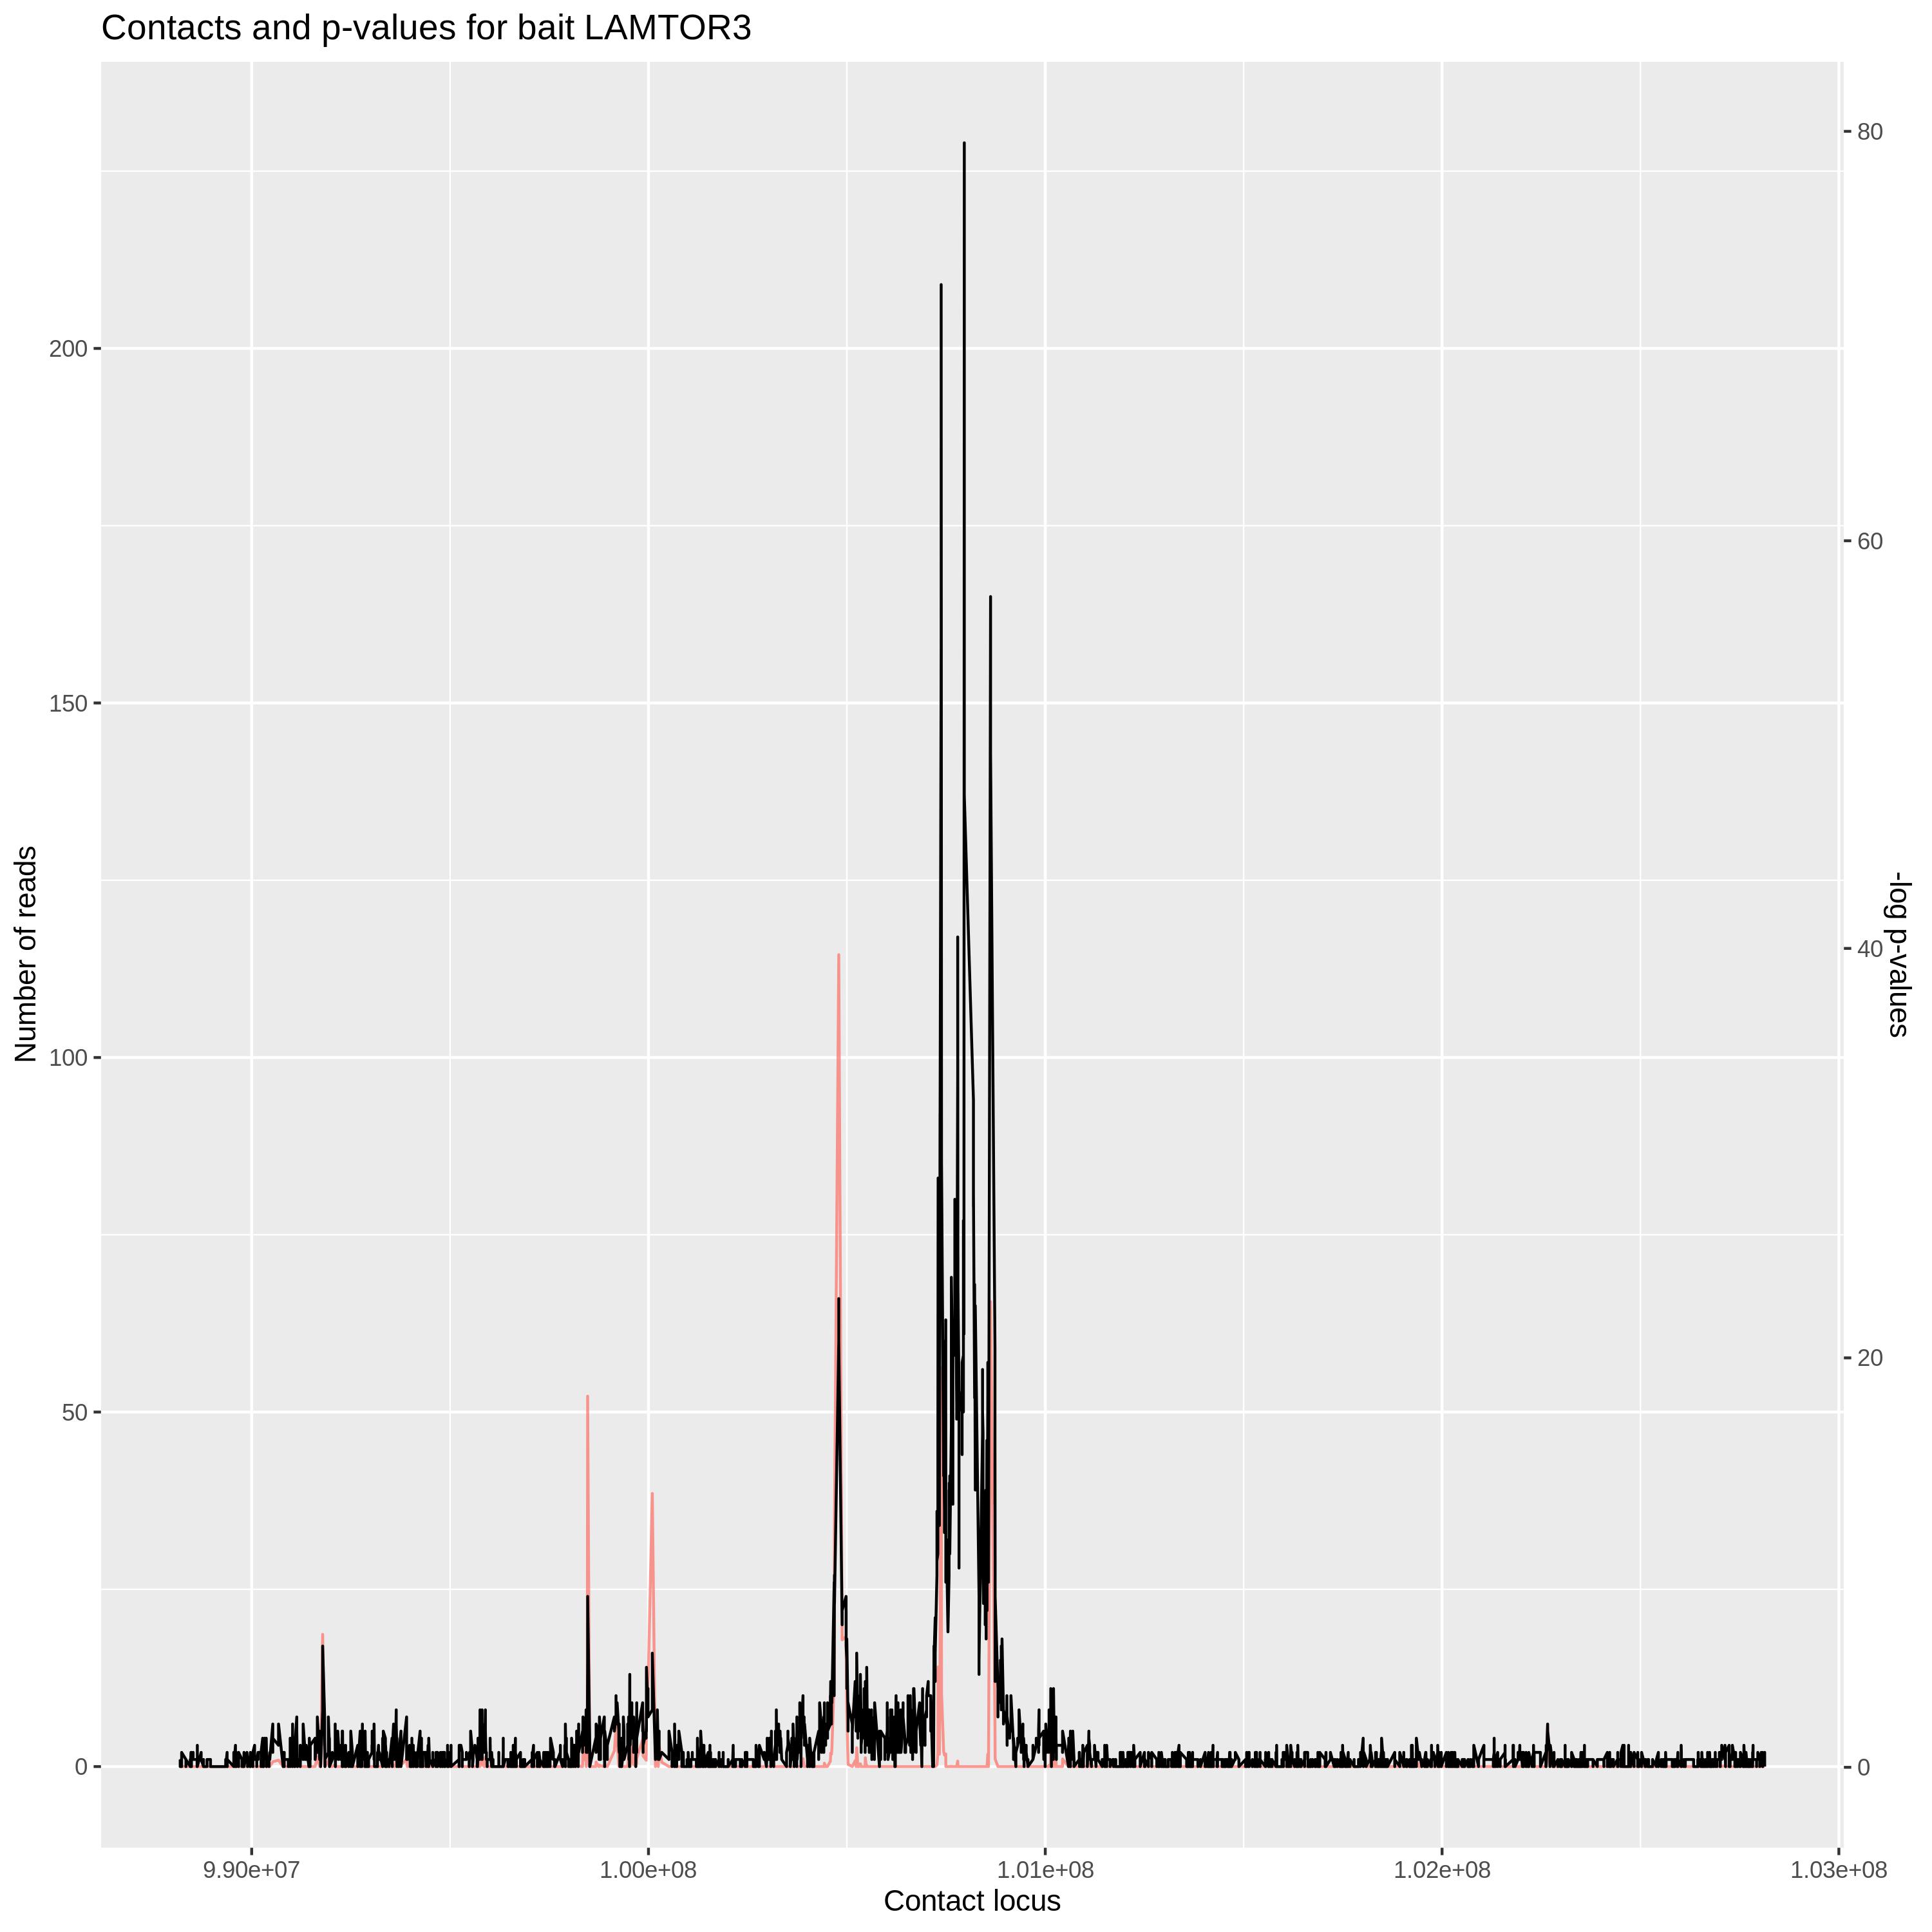 Contacts and p-values for bait LAMTOR3
Number of reads
200
150
100
50
0
80
60
40
20
0
-log p-values
9.90e+07 1.00e+08 1.01e+08 1.02e+08 1.03e+08
Contact locus